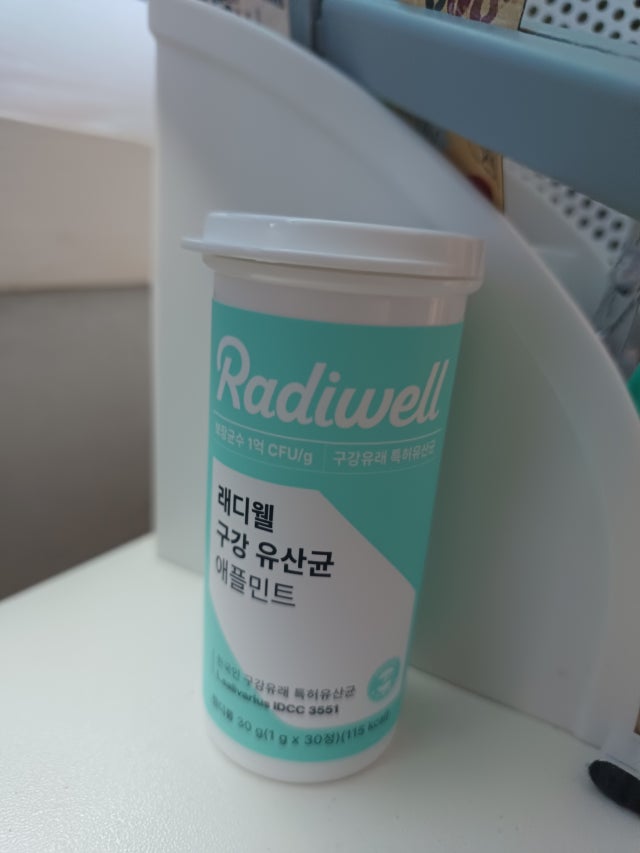 Radiwell
보장균수 1억 CFU/g 구강유래 특허유산균
래디웰
구강 유산균
애플민트
한국인 구강유래 특허유산균
L.salivarius IDCC 3551
30 g(1 g x 30정)(115 kcal)